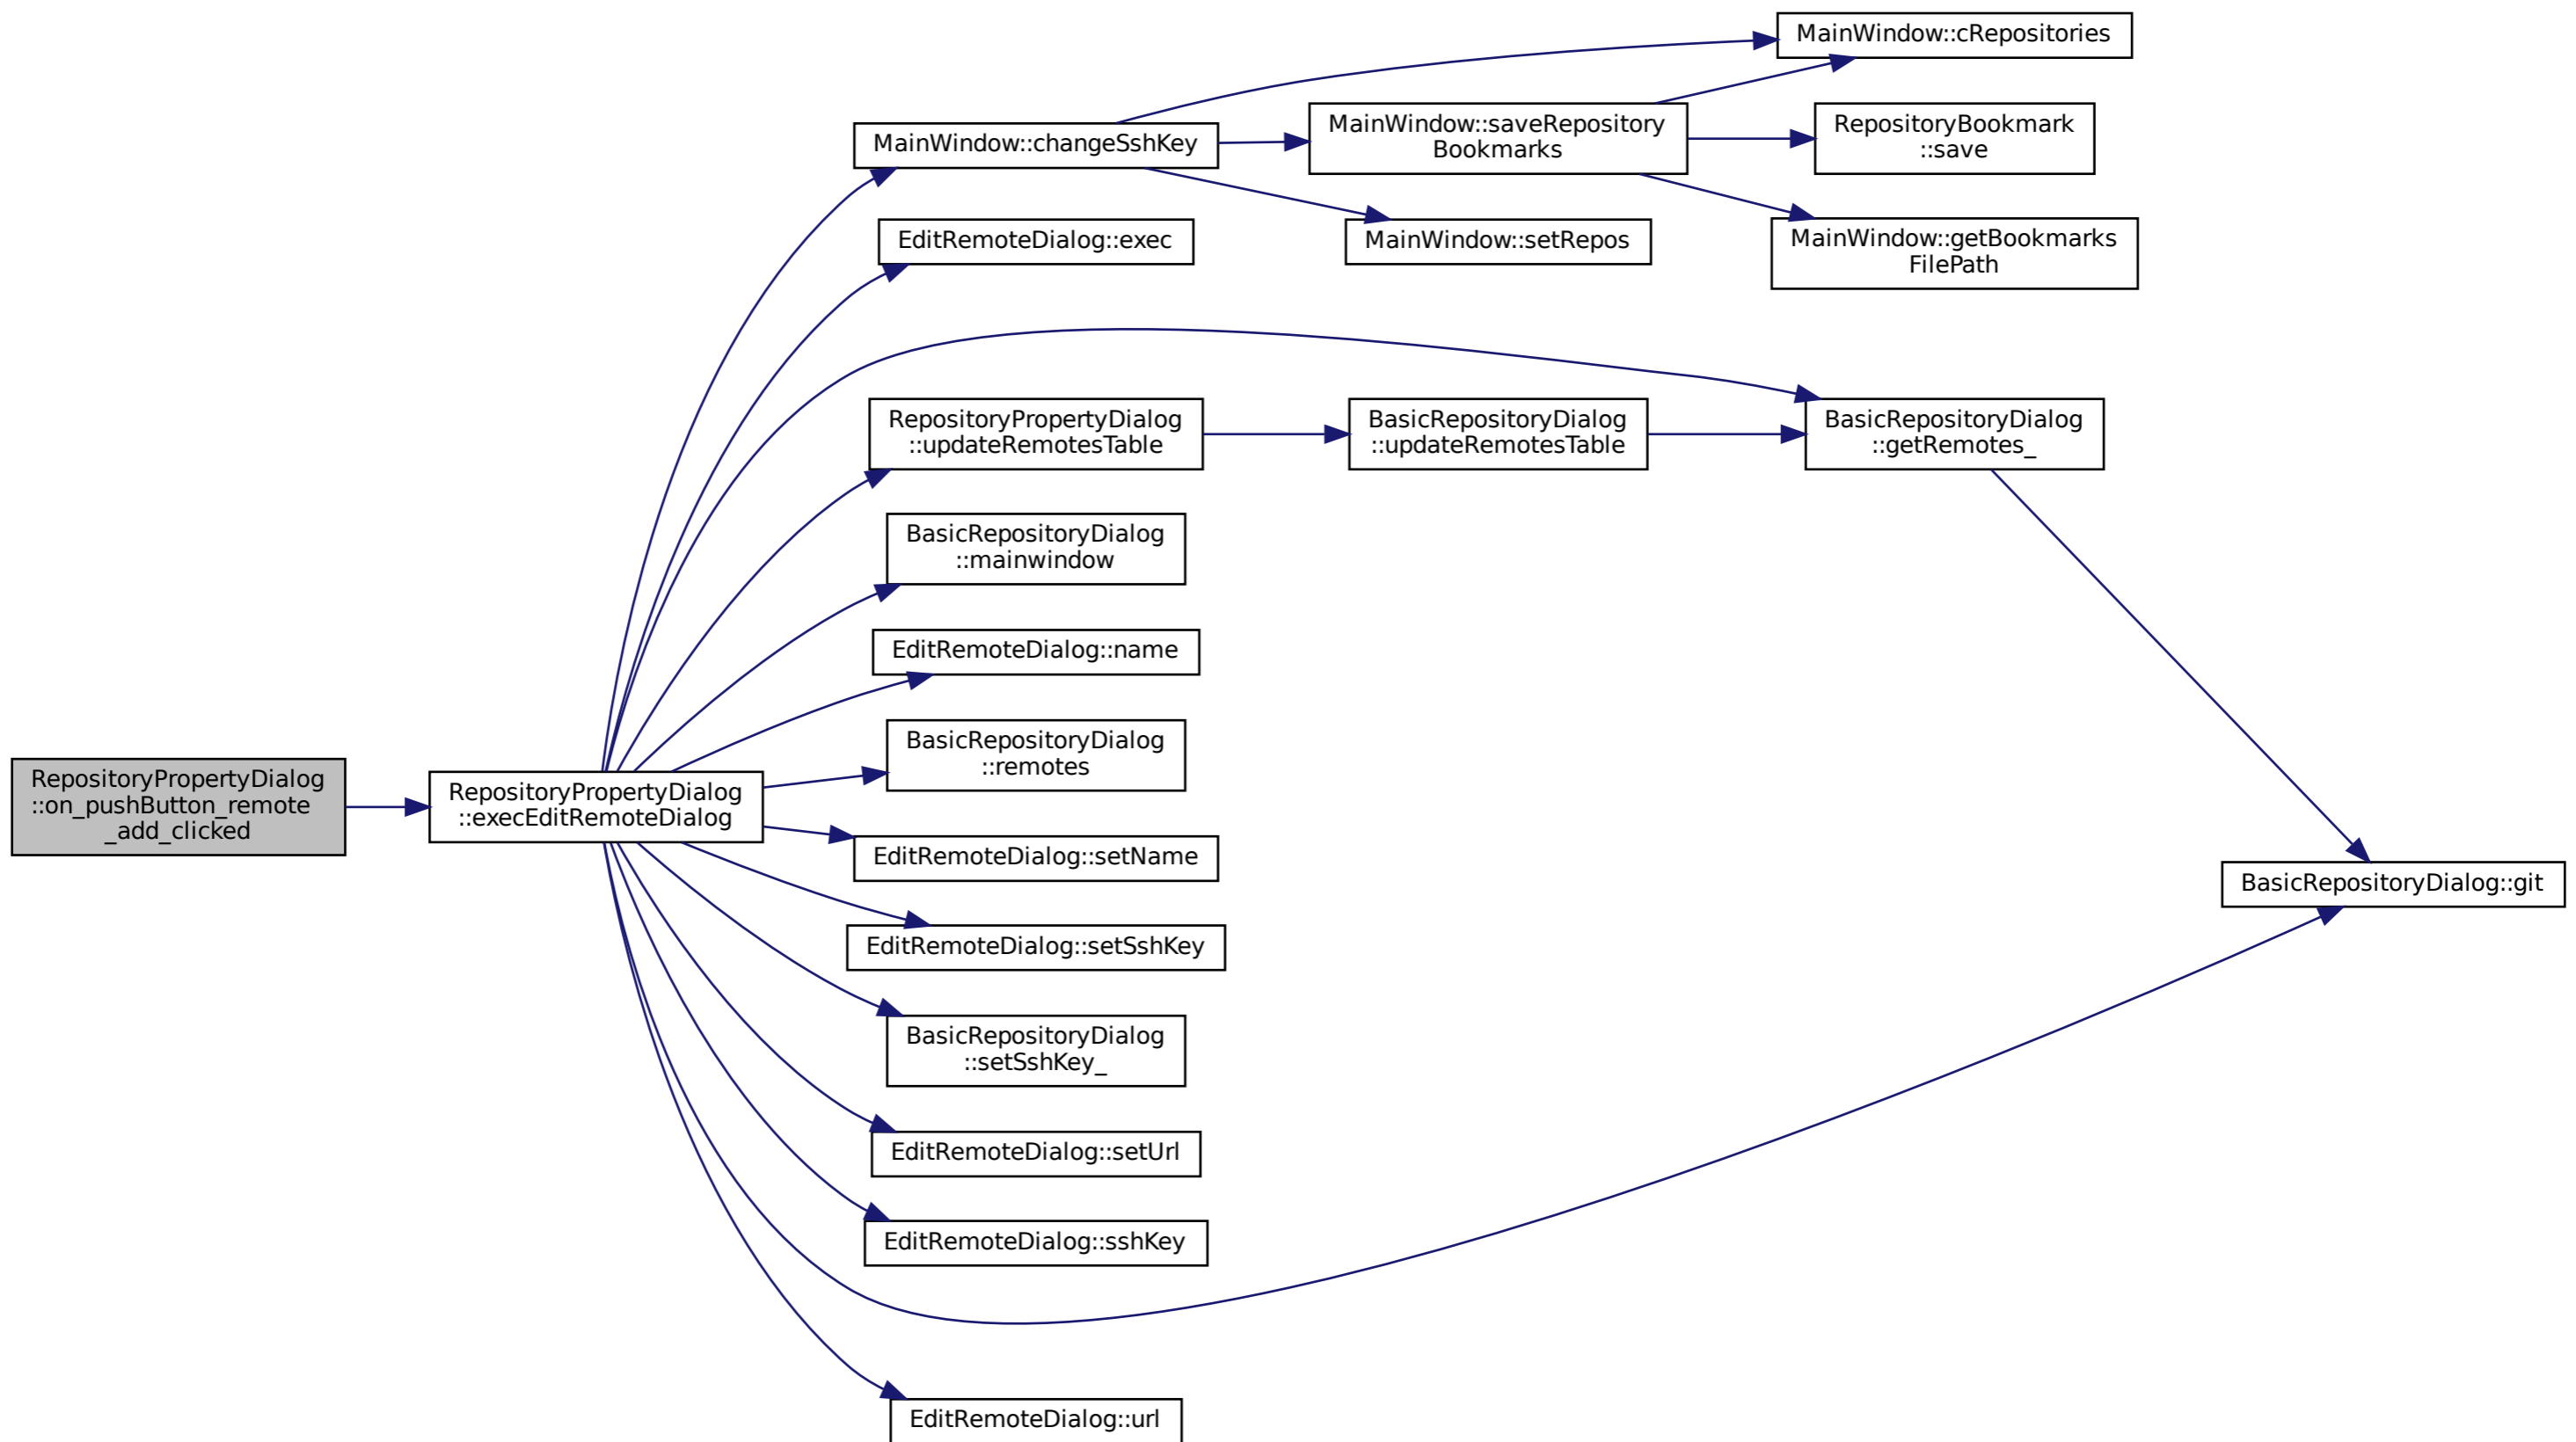 MainWindow::cRepositories
MainWindow::saveRepository
Bookmarks
RepositoryBookmark
::save
MainWindow::changeSshKey
EditRemoteDialog::exec
MainWindow::setRepos
MainWindow::getBookmarks
FilePath
RepositoryPropertyDialog
::updateRemotesTable
BasicRepositoryDialog
::updateRemotesTable
BasicRepositoryDialog
::getRemotes_
BasicRepositoryDialog
::mainwindow
EditRemoteDialog::name
BasicRepositoryDialog
::remotes
RepositoryPropertyDialog
::on_pushButton_remote
_add_clicked
RepositoryPropertyDialog
::execEditRemoteDialog
EditRemoteDialog::setName
BasicRepositoryDialog::git
EditRemoteDialog::setSshKey
BasicRepositoryDialog
::setSshKey_
EditRemoteDialog::setUrl
EditRemoteDialog::sshKey
EditRemoteDialog::url